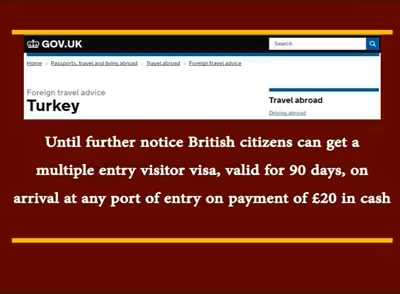 GOV.UK
Search
Home > Passports, travel and living abroad > Travel abroad > Foreign travel advice
Foreign travel advice
Turkey
Travel abroad
Driving abroad
Until further notice British citizens can get a
multiple entry visitor visa, valid for 90 days, on
arrival at any port of entry on payment of £20 in cash